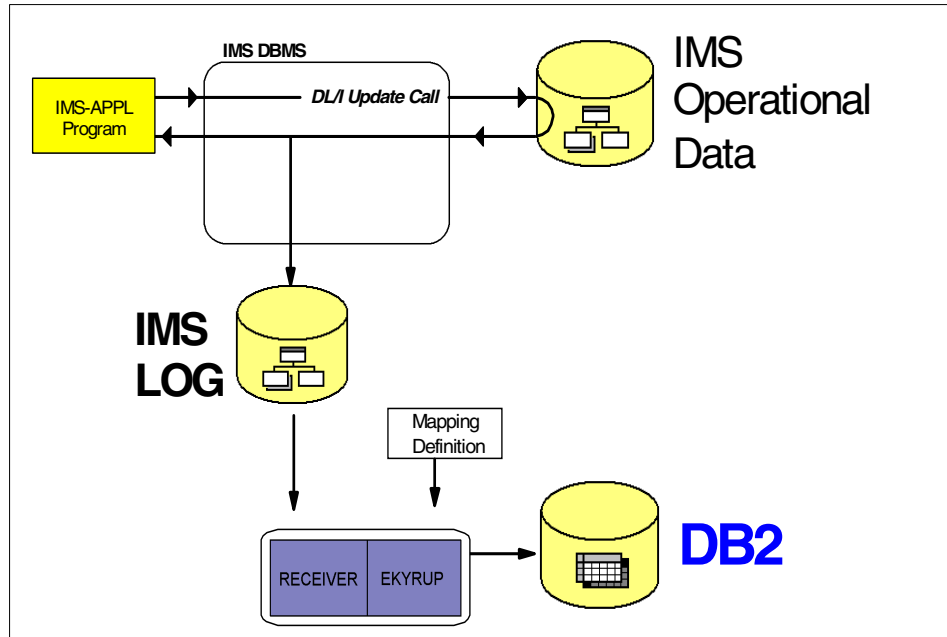 IMS DBMS
IMS-APPL
Program
DL/I Update Call
IMS
Operational
Data
IMS
LOG
Mapping
Definition
RECEIVER
EKYRUP
DB2